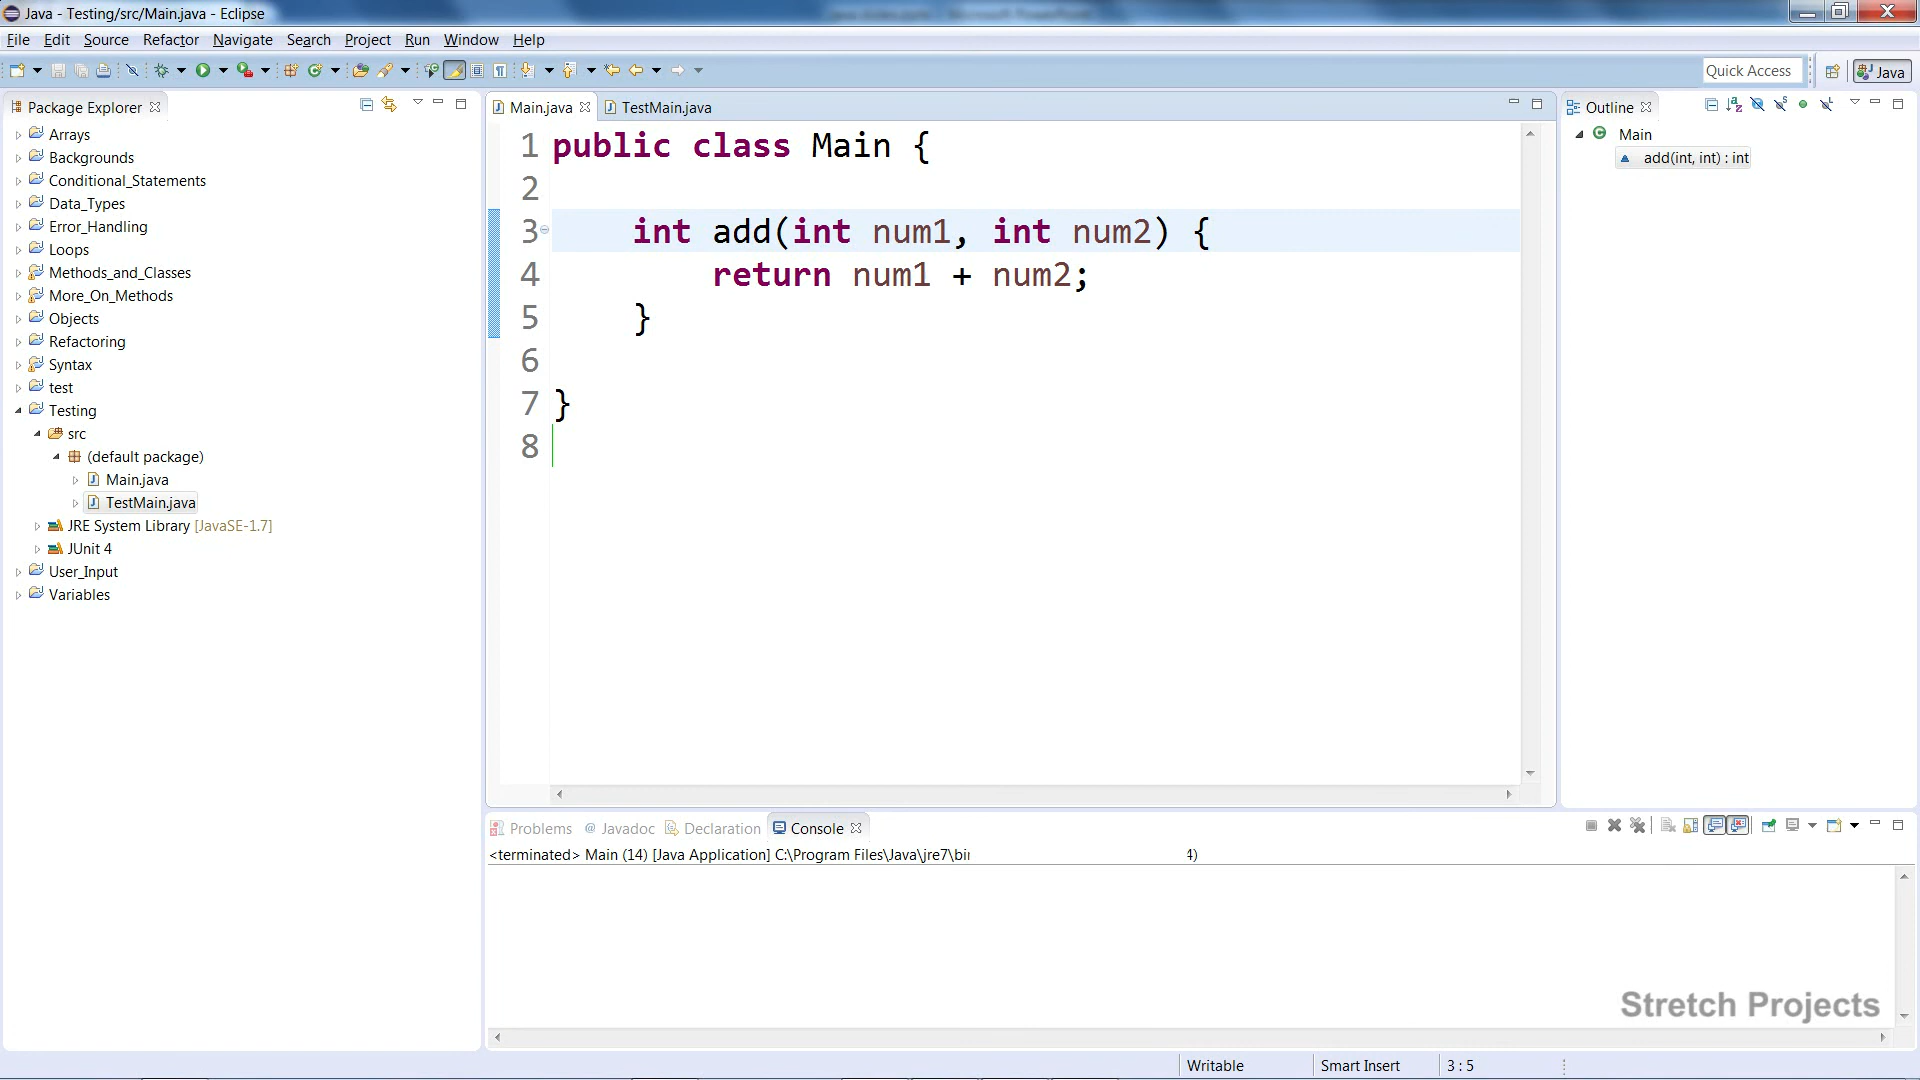 Java - Testing/src/Main.java - Eclipse
File Edit Source Refactor Navigate Search Project Run Window Help
Quick Access
Java
Package Explorer
Arrays
Backgrounds
Conditional_Statements
Data_Types
Error_Handling
Loops
Methods_and_Classes
More_On_Methods
Objects
Refactoring
Syntax
test
Testing
src
(default package)
Main.java
TestMain.java
JRE System Library [JavaSE-1.7]
JUnit 4
User_Input
Variables
Main.java TestMain.java
1 public class Main {
2
3 int add(int num1, int num2) {
4 return num1 + num2;
5 }
6
7 }
8
Outline
Main
add(int, int) : int
Problems @ Javadoc Declaration Console
<terminated> Main (14) [Java Application] C:\Program Files\Java\jre7\bin 4)
Stretch Projects
Writable Smart Insert 3 : 5